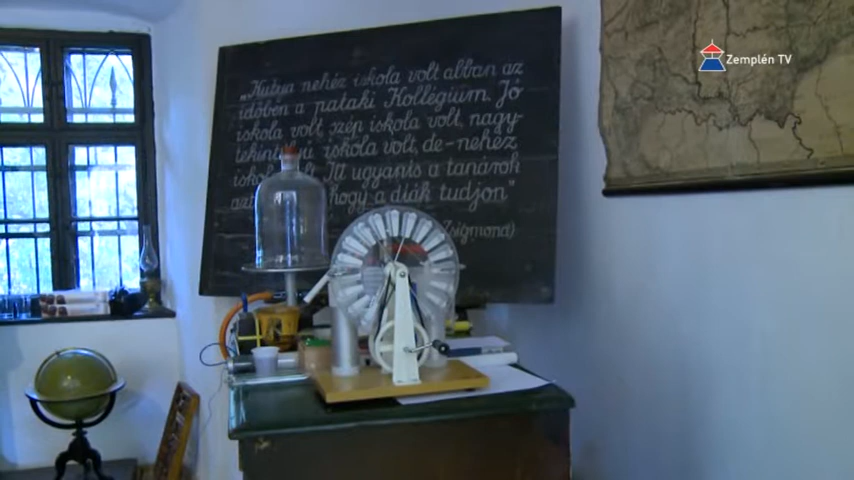 Zemplén TV
„Kutya nehéz iskola volt abban az
időben a pataki Kollégium. Jó
iskola volt, szép iskola volt, nagy
iskola volt, de-nehéz
iskola Itt ugyanis a tanárok
hogy a diák tudjon"
Zsigmond)